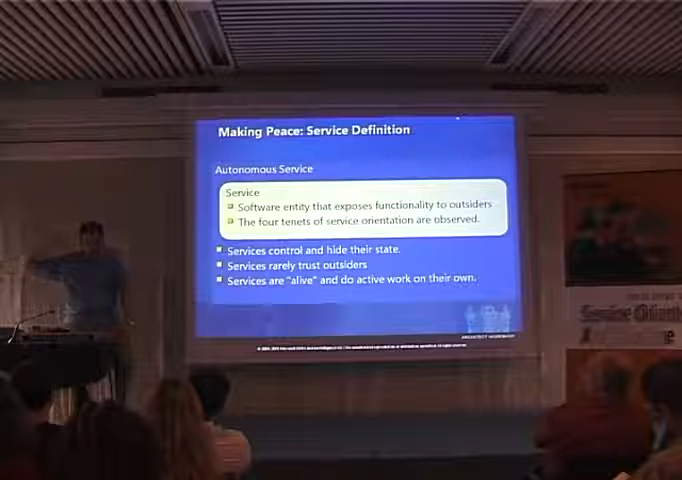 Making Peace: Service Definition
Autonomous Service
Service
Software entity that exposes functionality to outsiders
The four tenets of service orientation are observed.
Services control and hide their state.
Services rarely trust outsiders
Services are "alive" and do active work on their own.
ARCHITECT WORKSHOP